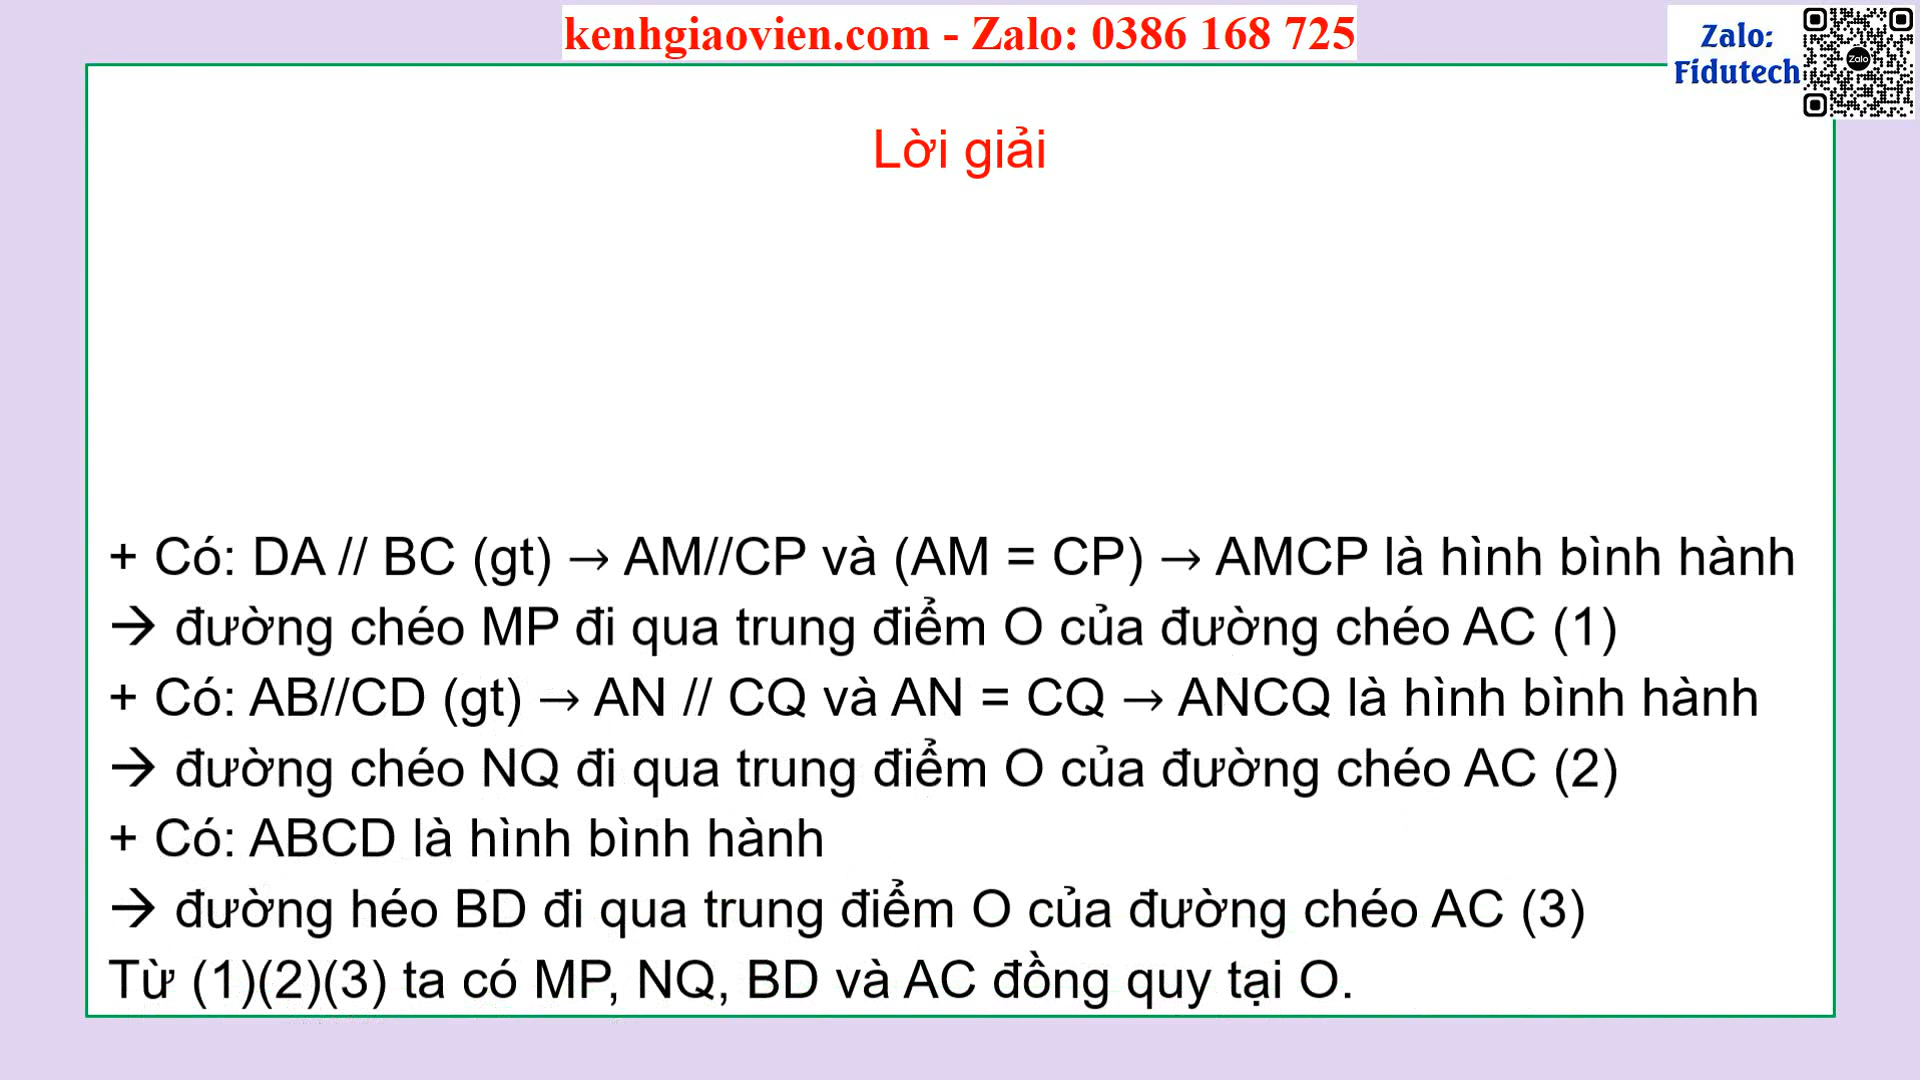 kenhgiaovien.com - Zalo: 0386 168 725
Zalo:
Fidutech
Zalo
Lời giải
+ Có: DA // BC (gt) → AM//CP và (AM = CP) → AMCP là hình bình hành
→ đường chéo MP đi qua trung điểm O của đường chéo AC (1)
+ Có: AB//CD (gt) → AN // CQ và AN = CQ → ANCQ là hình bình hành
→ đường chéo NQ đi qua trung điểm O của đường chéo AC (2)
+ Có: ABCD là hình bình hành
→ đường héo BD đi qua trung điểm O của đường chéo AC (3)
Từ (1)(2)(3) ta có MP, NQ, BD và AC đồng quy tại O.